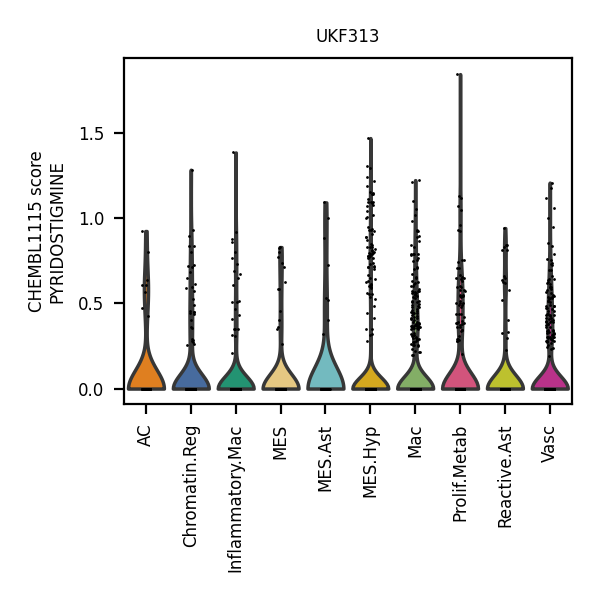 UKF313
CHEMBL1115 score
PYRIDOSTIGMINE
1.5
1.0
0.5
0.0
AC
Chromatin.Reg
Inflammatory.Mac
MES
MES.Ast
MES.Hyp
Mac
Prolif.Metab
Reactive.Ast
Vasc